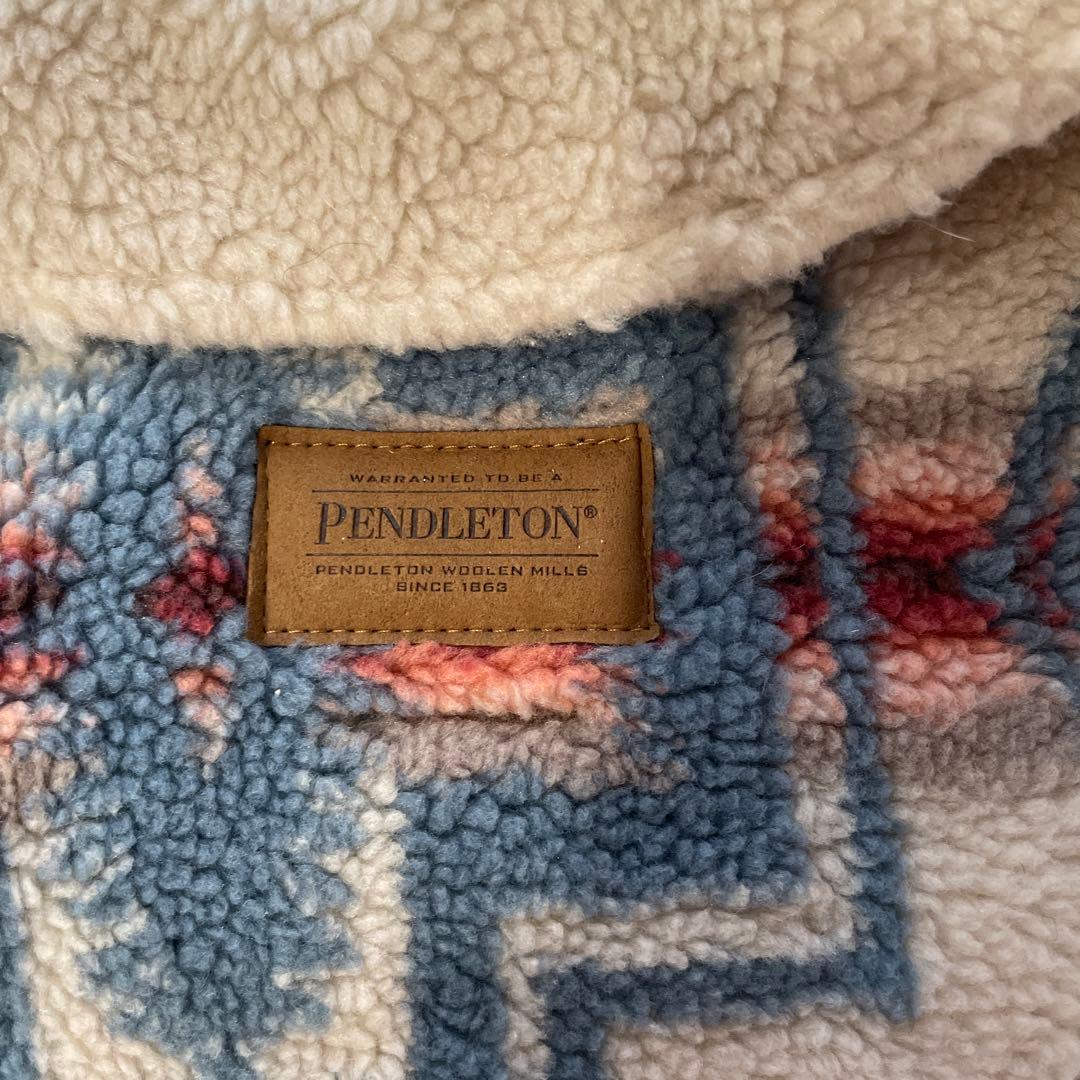 WARRANTED TO BE A
PENDLETON®
PENDLETON WOOLEN MILLS
SINCE 1863